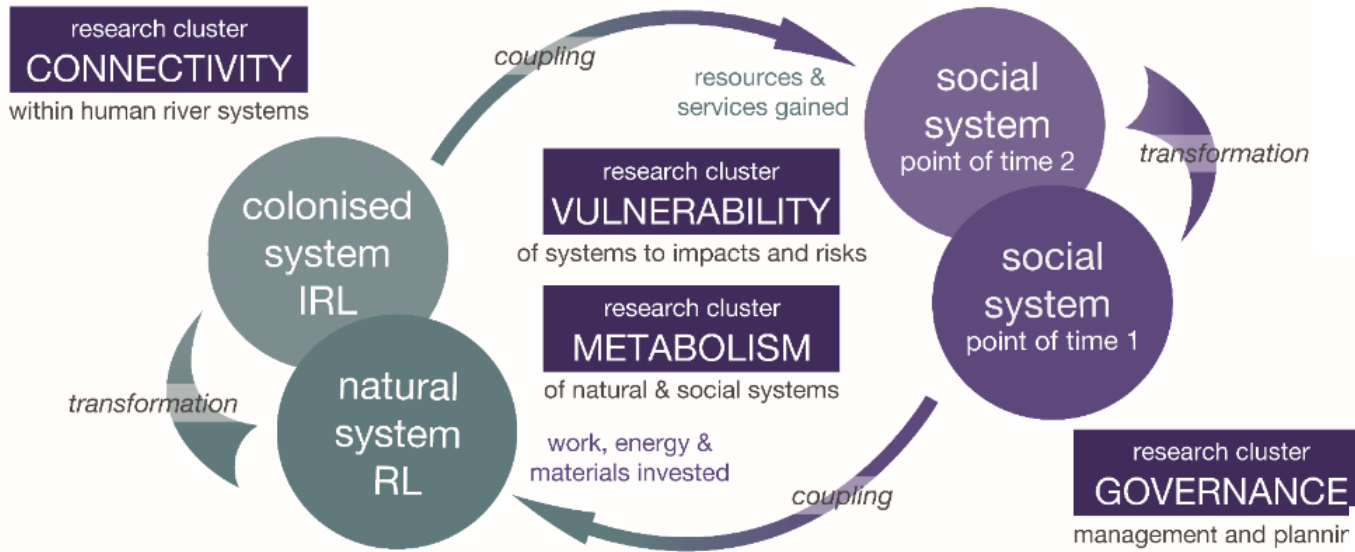 research cluster
CONNECTIVITY
within human river systems
coupling
resources &
services gained
social
system
point of time 2
transformation
research cluster
VULNERABILITY
of systems to impacts and risks
colonised
system
IRL
social
system
point of time 1
research cluster
METABOLISM
of natural & social systems
natural
system
RL
transformation
work, energy &
materials invested
coupling
research cluster
GOVERNANCE
management and